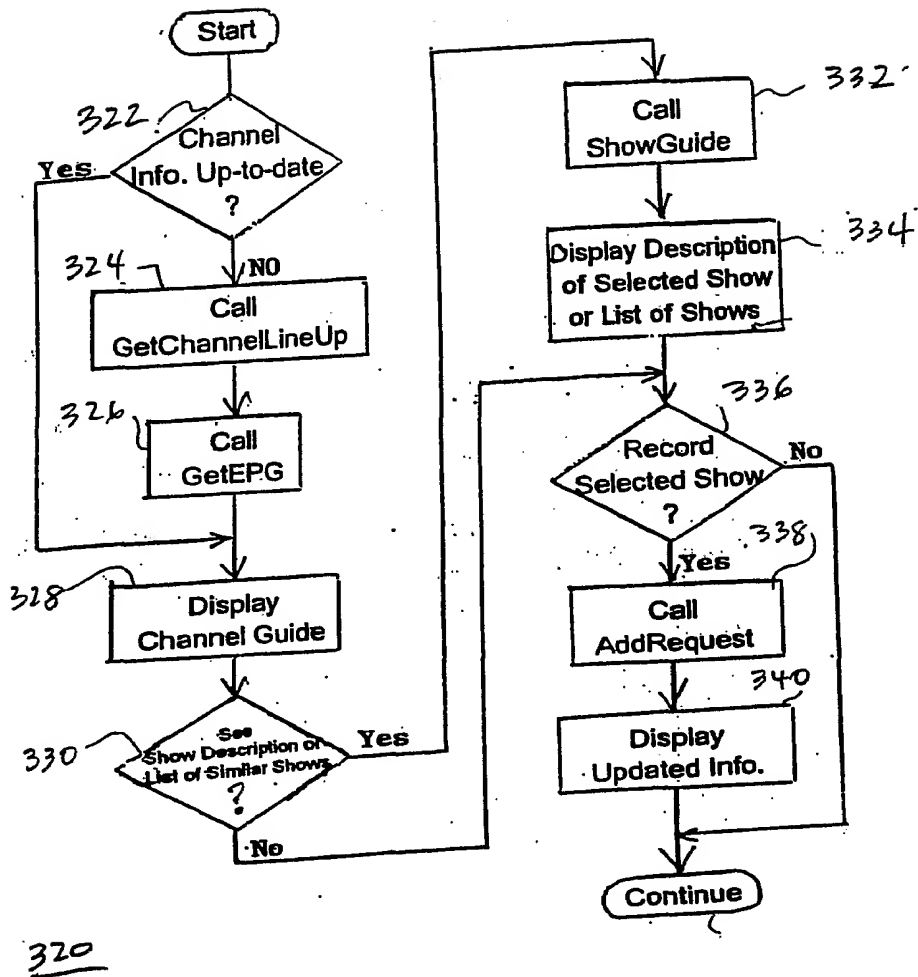 Start
322
Channel
Info. Up-to-date
?
Yes
NO
324
Call
GetChannelLineUp
326
Call
GetEPG
328
Display
Channel Guide
330
See
Show Description or
List of Similar Shows
?
Yes
No
332
Call
ShowGuide
334
Display Description
of Selected Show
or List of Shows
336
Record
Selected Show
?
No
Yes
338
Call
AddRequest
340
Display
Updated Info.
Continue
320